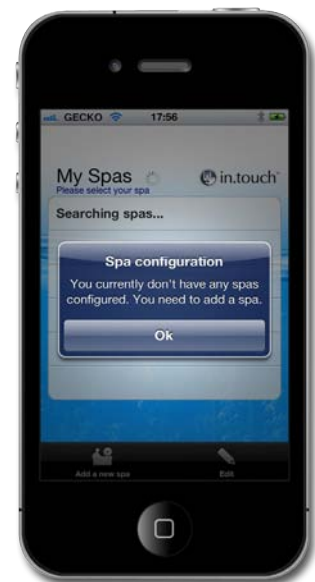 GECKO 17:56
My Spas in.touch
Please select your spa
Searching spas...
Spa configuration
You currently don't have any spas
configured. You need to add a spa.
Ok
Add a new spa Edit